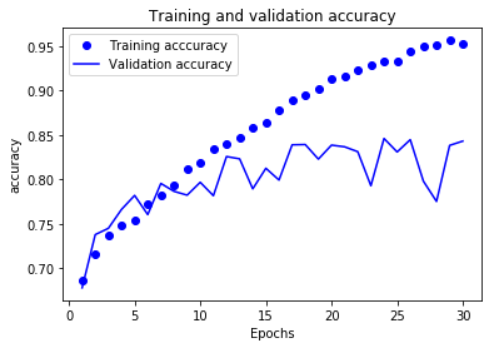 Training and validation accuracy
Training acccuracy
Validation accuracy
accuracy
0.95
0.90
0.85
0.80
0.75
0.70
0 5 10 15 20 25 30
Epochs